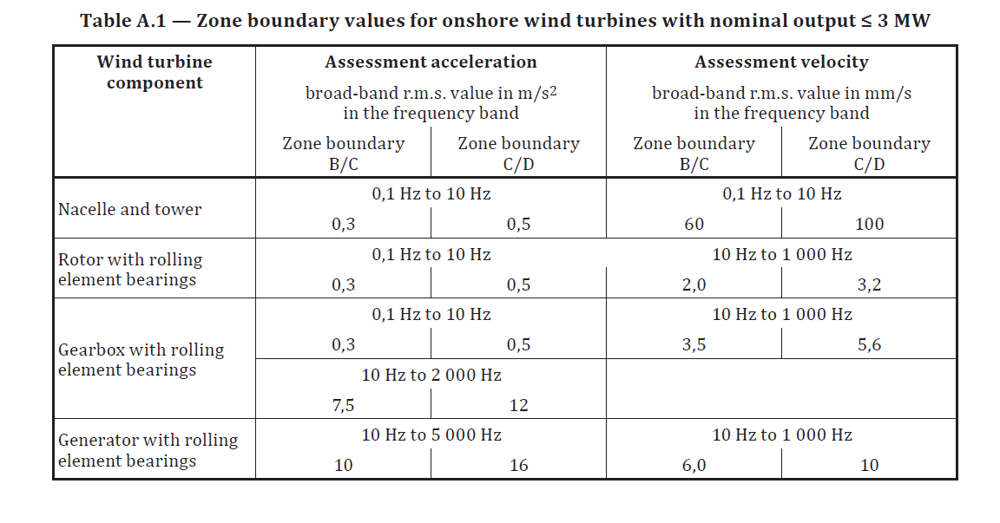 Table A.1 — Zone boundary values for onshore wind turbines with nominal output ≤ 3 MW
Wind turbine component
Assessment acceleration
broad-band r.m.s. value in m/s²
in the frequency band
Zone boundary B/C
Zone boundary C/D
Assessment velocity
broad-band r.m.s. value in mm/s
in the frequency band
Zone boundary B/C
Zone boundary C/D
Nacelle and tower
0,1 Hz to 10 Hz
0,3
0,5
0,1 Hz to 10 Hz
60
100
Rotor with rolling
element bearings
0,1 Hz to 10 Hz
0,3
0,5
10 Hz to 1 000 Hz
2,0
3,2
Gearbox with rolling
element bearings
0,1 Hz to 10 Hz
0,3
0,5
10 Hz to 1 000 Hz
3,5
5,6
10 Hz to 2 000 Hz
7,5
12
Generator with rolling
element bearings
10 Hz to 5 000 Hz
10
16
10 Hz to 1 000 Hz
6,0
10